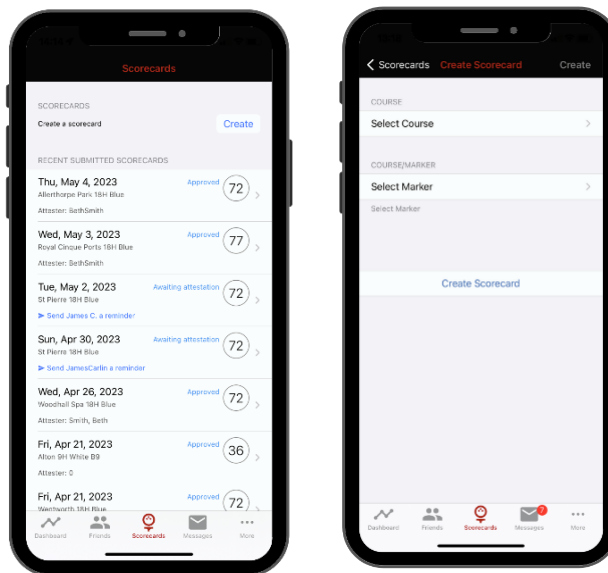 Scorecards
SCORECARDS
Create a scorecard
Create
RECENT SUBMITTED SCORECARDS
Thu, May 4, 2023
Approved
72
Allerthorpe Park 18H Blue
Attester: BethSmith
Wed, May 3, 2023
Approved
77
Royal Cinque Ports 18H Blue
Attester: BethSmith
Tue, May 2, 2023
Awaiting attestation
72
St Pierre 18H Blue
Send James C. a reminder
Sun, Apr 30, 2023
Awaiting attestation
72
St Pierre 18H Blue
Send JamesCarlin a reminder
Wed, Apr 26, 2023
Approved
72
Woodhall Spa 18H Blue
Attester: Smith, Beth
Fri, Apr 21, 2023
Approved
36
Alton 9H White B9
Attester: 0
Fri, Apr 21, 2023
Approved
72
Wentworth 18H Blue
Dashboard
Friends
Scorecards
Messages
More
Scorecards
Create Scorecard
Create
COURSE
Select Course
COURSE/MARKER
Select Marker
Select Marker
Create Scorecard
7
Dashboard
Friends
Scorecards
Messages
More